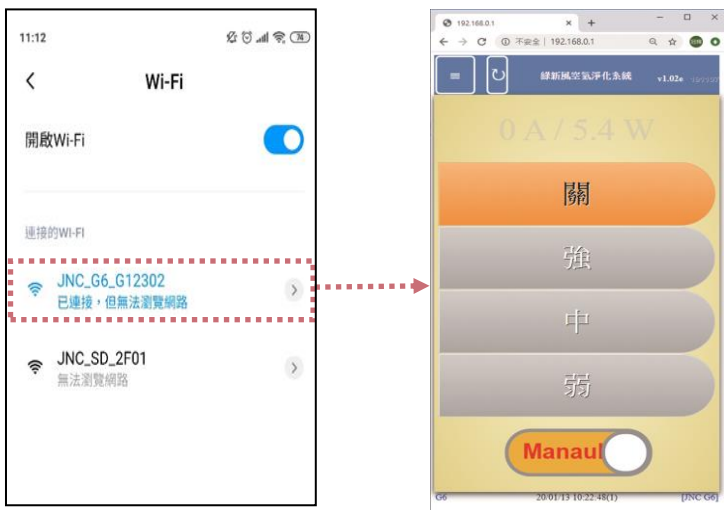 11:12
74
Wi-Fi
開啟Wi-Fi
連接的WI-FI
JNC_G6_G12302
已連接，但無法瀏覽網路
JNC_SD_2F01
無法瀏覽網路
192.168.0.1
不安全 | 192.168.0.1
綠新風空氣淨化系統 v1.02e
0 A / 5.4 W
關
強
中
弱
Manaul
G6 20/01/13 10:22:48(1) [JNC G6]